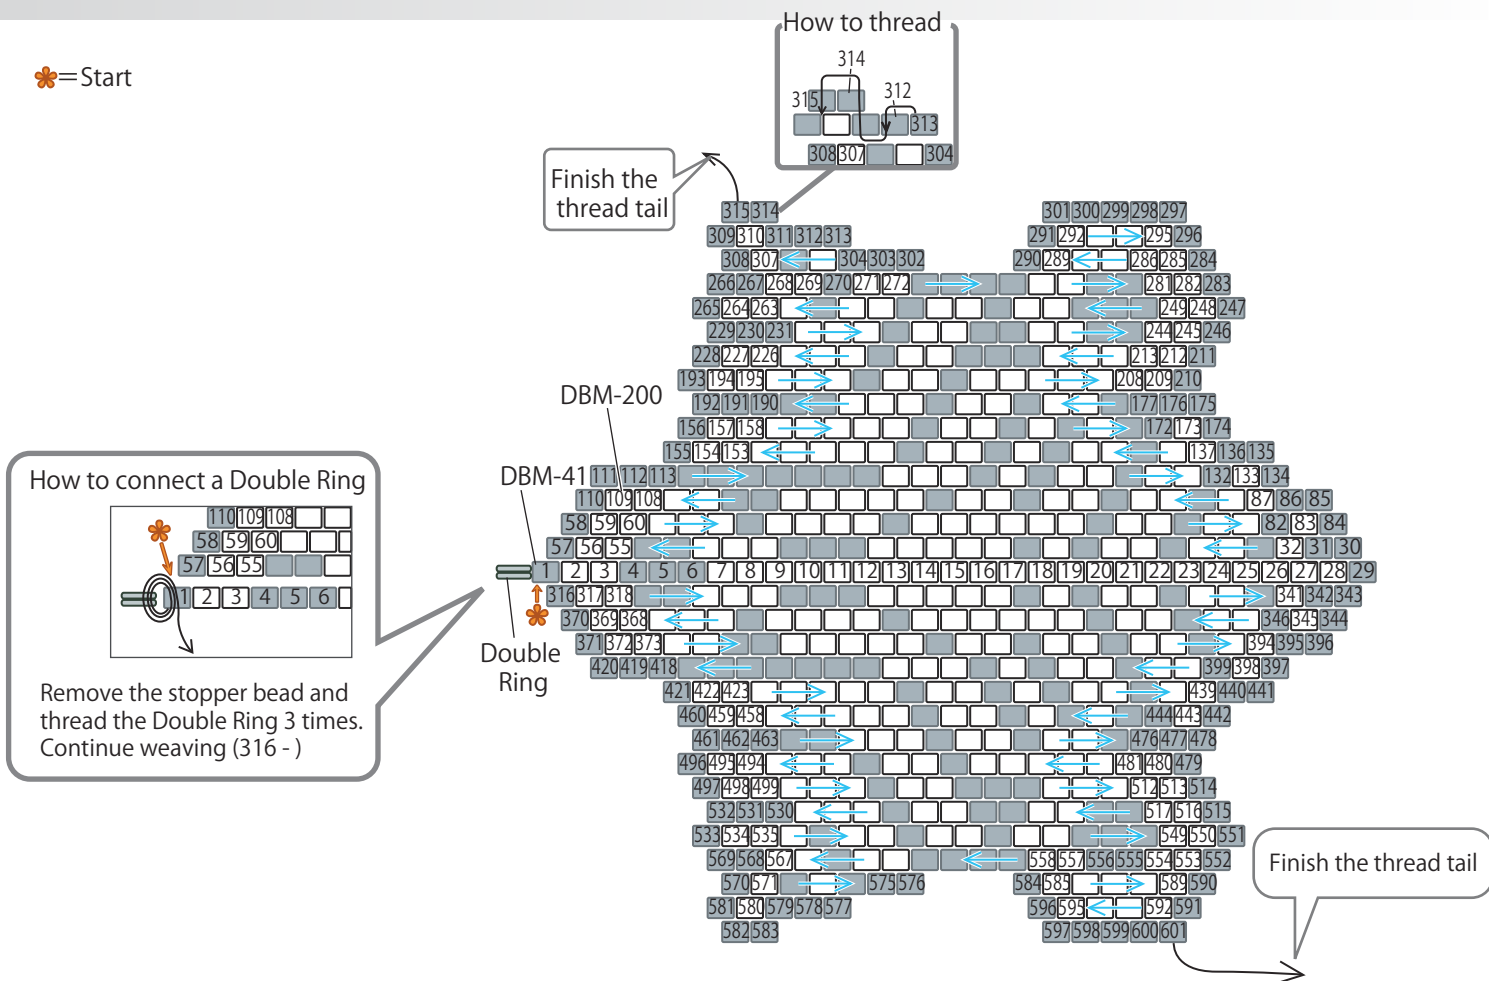 How to thread
314
315 312
313
308 307 304
=Start
Finish the
thread tail
315 314 301 300 299 298 297
309 310 311 312 313 291 292 295 296
308 307 304 303 302 290 289 286 285 284
266 267 268 269 270 271 272 281 282 283
265 264 263 249 248 247
229 230 231 244 245 246
228 227 226 213 212 211
193 194 195 208 209 210
DBM-200
192 191 190 177 176 175
156 157 158 172 173 174
155 154 153 137 136 135
DBM-41
111 112 113 132 133 134
110 109 108 87 86 85
58 59 60 82 83 84
57 56 55 32 31 30
1 2 3 4 5 6 7 8 9 10 11 12 13 14 15 16 17 18 19 20 21 22 23 24 25 26 27 28 29
316 317 318 341 342 343
370 369 368 346 345 344
371 372 373 394 395 396
Double
Ring
420 419 418 399 398 397
421 422 423 439 440 441
460 459 458 444 443 442
461 462 463 476 477 478
496 495 494 481 480 479
497 498 499 512 513 514
532 531 530 517 516 515
533 534 535 549 550 551
569 568 567 558 557 556 555 554 553 552
570 571 575 576 584 585 589 590
581 580 579 578 577 596 595 592 591
582 583 597 598 599 600 601
Finish the thread tail
How to connect a Double Ring
110 109 108
58 59 60
57 56 55
1 2 3 4 5 6
Remove the stopper bead and
thread the Double Ring 3 times.
Continue weaving (316 - )